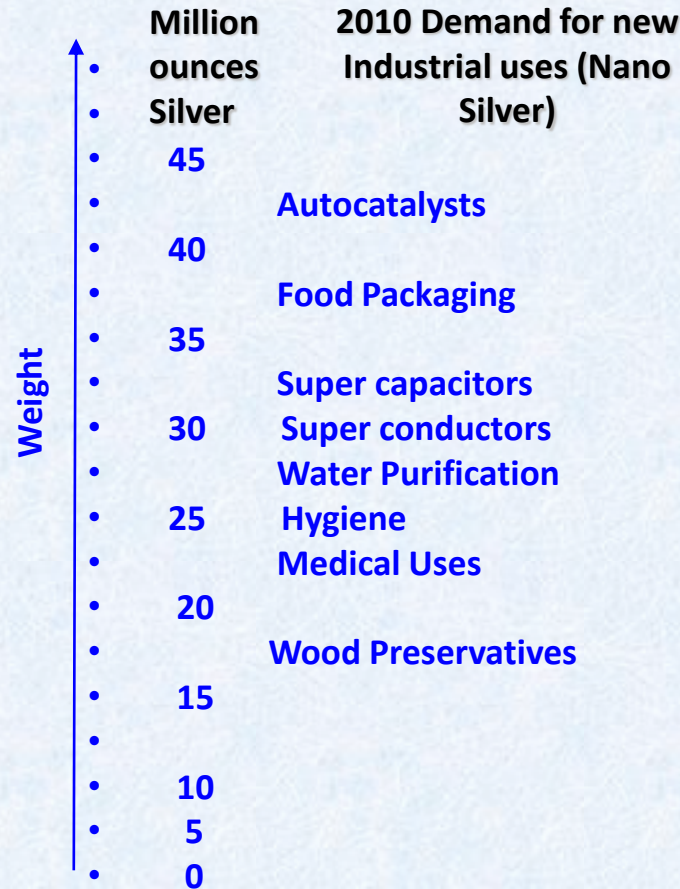 Million ounces Silver
2010 Demand for new Industrial uses (Nano Silver)
Weight
• 
• 
• 45
• Autocatalysts
• 40
• Food Packaging
• 35
• Super capacitors
• 30 Super conductors
• Water Purification
• 25 Hygiene
• Medical Uses
• 20
• Wood Preservatives
• 15
• 
• 10
• 5
• 0